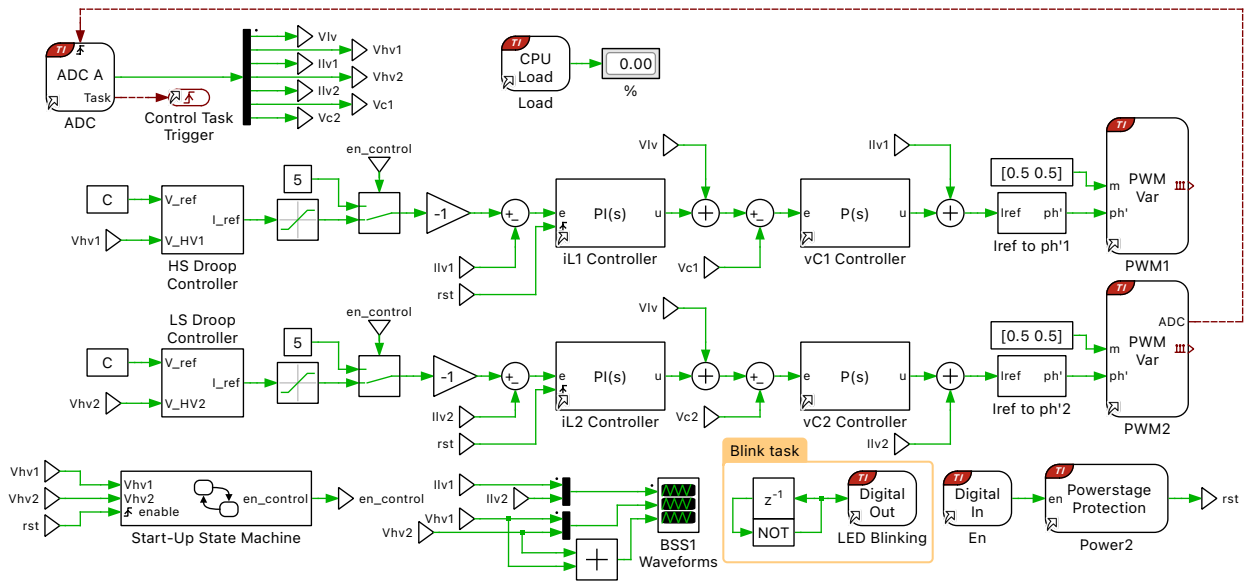 TI
ADC A
Task
ADC
Control Task
Trigger
Vlv
Vhv1
Ilv1
Vhv2
Ilv2
Vc1
Vc2
TI
CPU
Load
Load
0.00
%
C
Vhv1
V_ref
I_ref
V_HV1
HS Droop
Controller
5
en_control
-1
+
-
Ilv1
rst
e
PI(s)
u
iL1 Controller
Vlv
+
+
-
Vc1
e
P(s)
u
vC1 Controller
Ilv1
+
[0.5 0.5]
Iref
ph'
Iref to ph'1
TI
PWM
Var
m
ph'
PWM1
LS Droop
Controller
C
Vhv2
V_ref
I_ref
V_HV2
5
en_control
-1
+
-
Ilv2
rst
e
PI(s)
u
iL2 Controller
Vlv
+
+
-
Vc2
e
P(s)
u
vC2 Controller
Ilv2
+
[0.5 0.5]
Iref
ph'
Iref to ph'2
TI
ADC
PWM
Var
m
ph'
PWM2
Vhv1
Vhv2
rst
Vhv1
Vhv2
enable
en_control
en_control
Start-Up State Machine
Ilv1
Ilv2
Vhv1
Vhv2
+
BSS1
Waveforms
Blink task
z-1
NOT
TI
Digital
Out
LED Blinking
TI
Digital
In
En
TI
en
Powerstage
Protection
Power2
rst